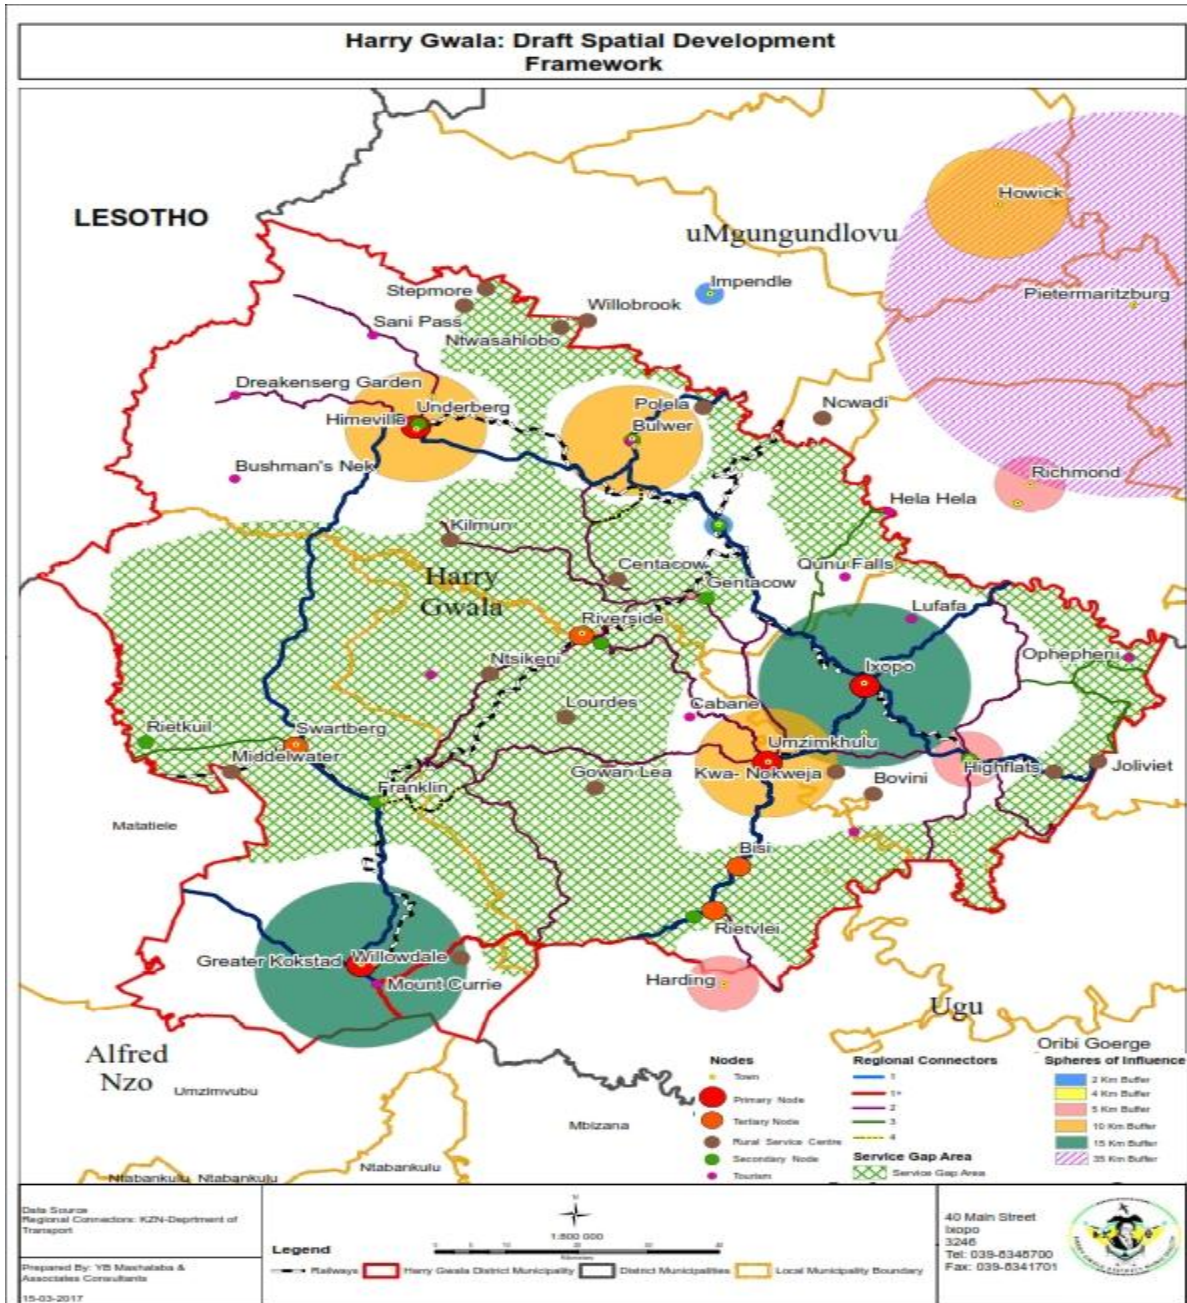 Harry Gwala: Draft Spatial Development
Framework
LESOTHO
Howick
uMgungundlovu
Impendle
Pietermaritzburg
Stepmore
Willobrook
Sani Pass
Ntwasahlobo
Dreakenserg Garden
Underberg
Himeville
Polela
Bulwer
Ncwadi
Bushman's Nek
Richmond
Hela Hela
Kilmun
Centacow
Qunu Falls
Harry
Gwala
Gentacow
Riverside
Lufafa
Ntsikeni
Ixopo
Ophepheni
Lourdes
Cabane
Rietkuil
Swartberg
Umzimkhulu
Middelwater
Gowan Lea
Kwa- Nokweja
Bovini
Highflats
Joliviet
Franklin
Matatiele
Bisi
Rietvlei
Greater Kokstad
Willowdale
Mount Currie
Harding
Ugu
Alfred
Nzo
Oribi Goerge
Umzimvubu
Mbizana
Ntabankulu
Ntabankulu Ntabankulu
Nodes
Town
Primary Node
Tertiary Node
Rural Service Centre
Secondary Node
Tourism
Regional Connectors
1
1*
2
3
4
Service Gap Area
Service Gap Area
Spheres of Influence
2 Km Buffer
4 Km Buffer
5 Km Buffer
10 Km Buffer
15 Km Buffer
35 Km Buffer
Data Source
Regional Connectors: KZN-Deprtment of
Transport
Prepared By: YB Mashalaba &
Associates Consultants
15-03-2017
N
1:800 000
Kilometers
Legend
Railways
Harry Gwala District Municipality
District Municipalities
Local Municipality Boundary
40 Main Street
Ixopo
3246
Tel: 039-8346700
Fax: 039-8341701